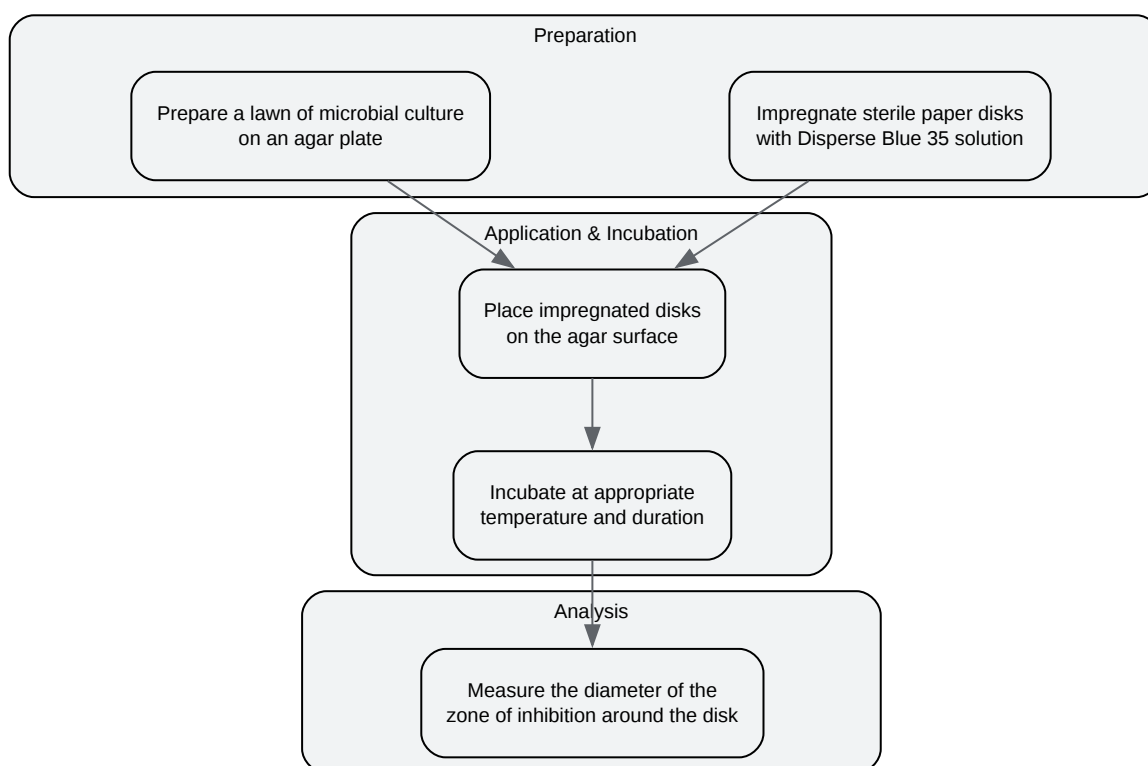 Preparation
Prepare a lawn of microbial culture
on an agar plate
Impregnate sterile paper disks
with Disperse Blue 35 solution
Application & Incubation
Place impregnated disks
on the agar surface
Incubate at appropriate
temperature and duration
Analysis
Measure the diameter of the
zone of inhibition around the disk